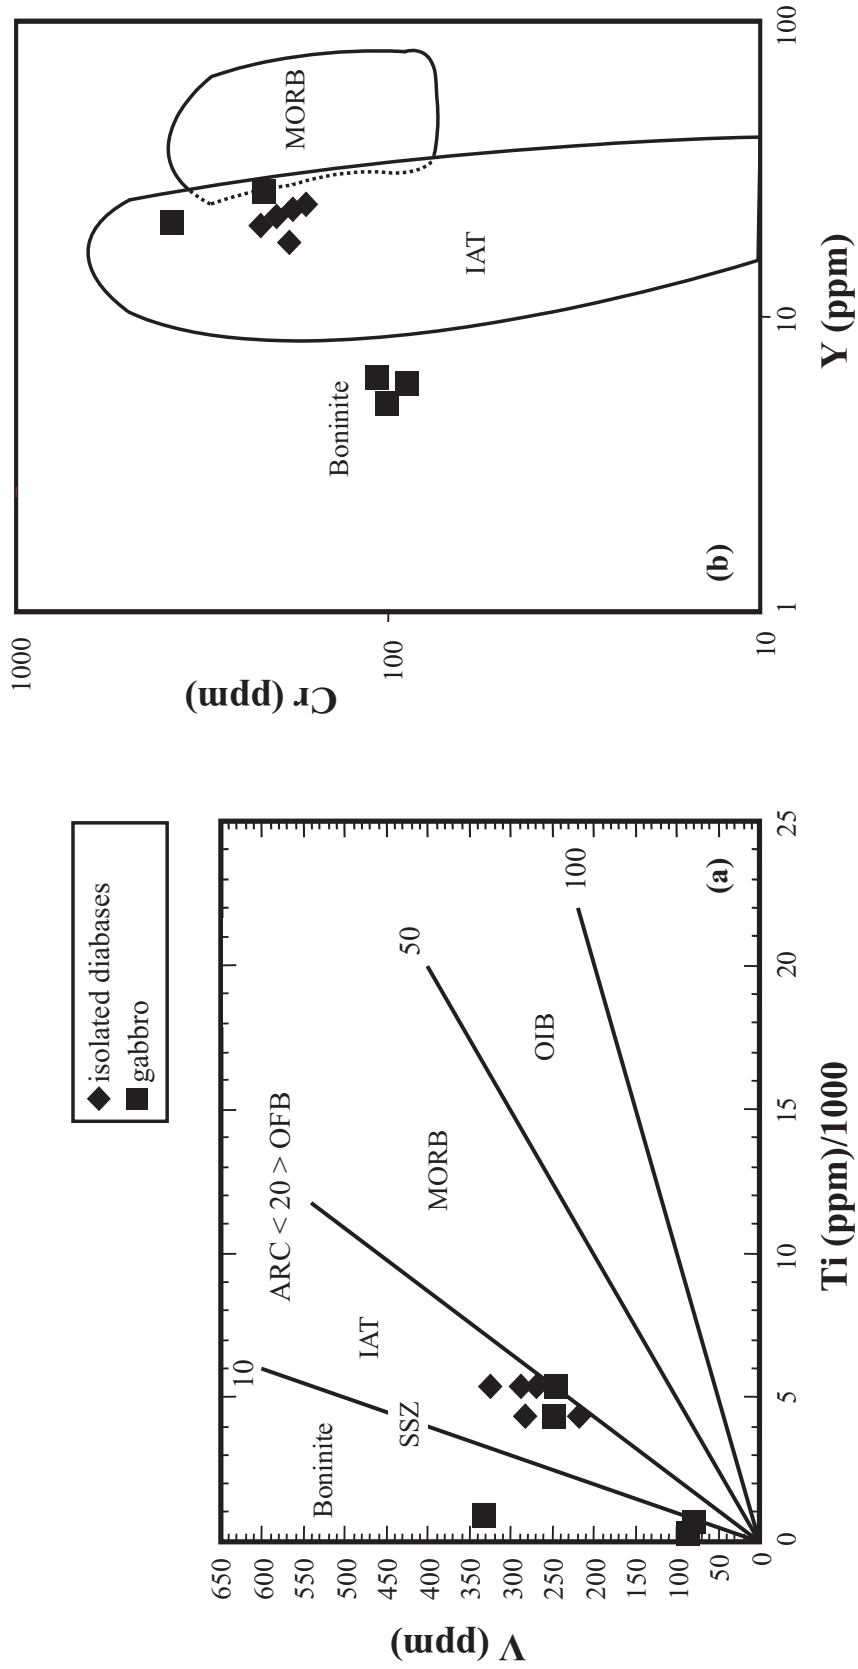 isolated diabases
gabbro
V (ppm)
650
600
550
500
450
400
350
300
250
200
150
100
50
0
0
5
10
15
20
25
Ti (ppm)/1000
Boninite
10
SSZ
IAT
ARC < 20 > OFB
MORB
50
OIB
100
(a)
Cr (ppm)
1000
100
10
1
10
100
Y (ppm)
Boninite
IAT
MORB
(b)